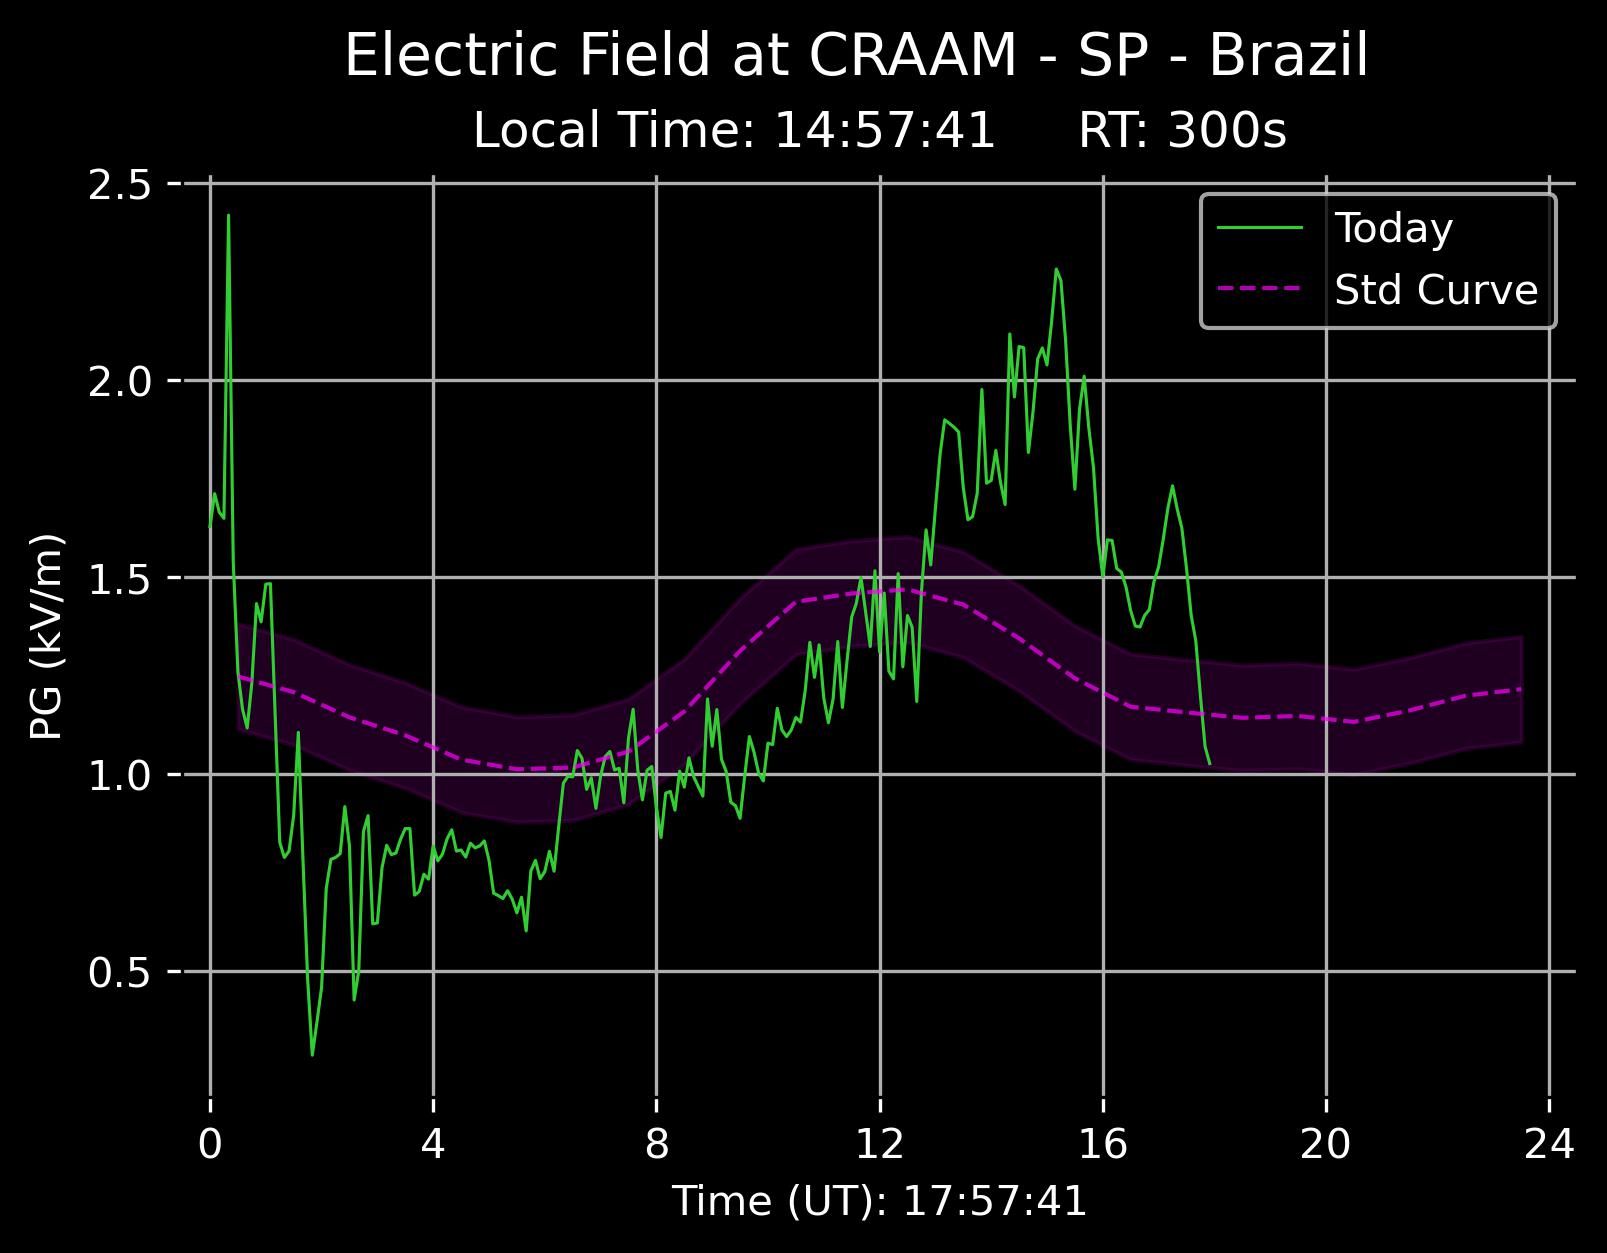 Electric Field at CRAAM - SP - Brazil
Local Time: 14:57:41 RT: 300s
2.5
2.0
1.5
1.0
0.5
PG (kV/m)
Today
Std Curve
0 4 8 12 16 20 24
Time (UT): 17:57:41